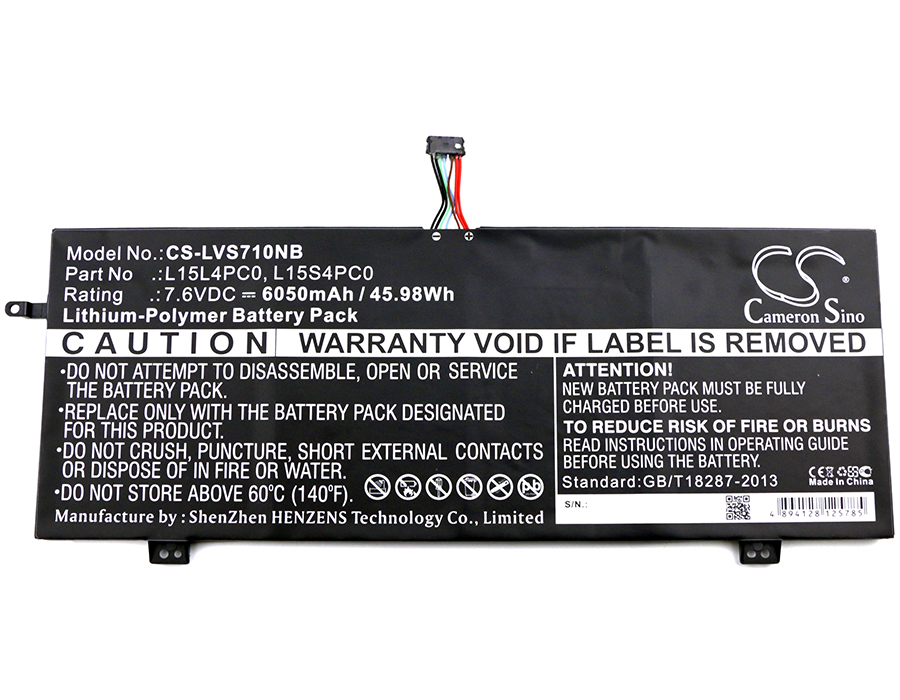 Model No.:CS-LVS710NB
Part No .:L15L4PC0, L15S4PC0
Rating .:7.6VDC ⎓ 6050mAh / 45.98Wh
Lithium-Polymer Battery Pack
CS
Cameron Sino
CAUTION WARRANTY VOID IF LABEL IS REMOVED
•DO NOT ATTEMPT TO DISASSEMBLE, OPEN OR SERVICE
THE BATTERY PACK.
•REPLACE ONLY WITH THE BATTERY PACK DESIGNATED
FOR THIS PRODUCT.
•DO NOT CRUSH, PUNCTURE, SHORT EXTERNAL CONTACTS
OR DISPOSE OF IN FIRE OR WATER.
•DO NOT STORE ABOVE 60°C (140°F).
Manufacture by : ShenZhen HENZENS Technology Co., Limited
ATTENTION!
NEW BATTERY PACK MUST BE FULLY
CHARGED BEFORE USE.
TO REDUCE RISK OF FIRE OR BURNS
READ INSTRUCTIONS IN OPERATING GUIDE
BEFORE USING BATTERY.
Standard:GB/T18287-2013
CE
Made In China
S/N.:
4 894128 125785